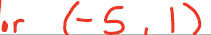 or (-5, 1)